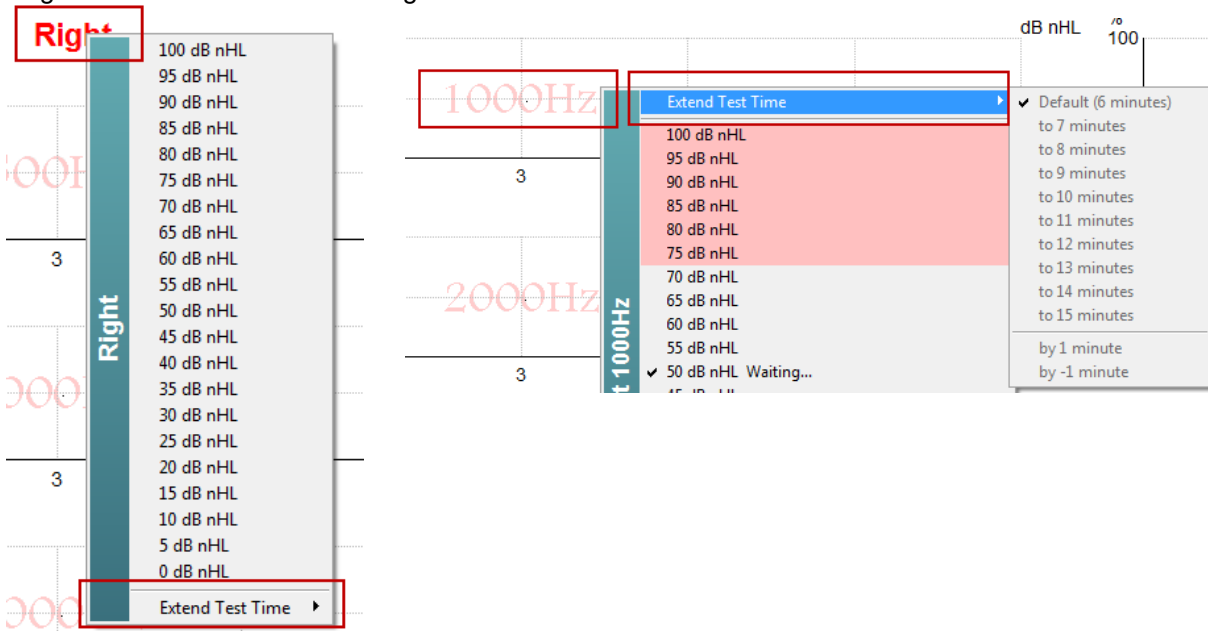 Right
100 dB nHL
95 dB nHL
90 dB nHL
85 dB nHL
80 dB nHL
75 dB nHL
70 dB nHL
65 dB nHL
60 dB nHL
55 dB nHL
50 dB nHL
45 dB nHL
40 dB nHL
35 dB nHL
30 dB nHL
25 dB nHL
20 dB nHL
15 dB nHL
10 dB nHL
5 dB nHL
0 dB nHL
Extend Test Time
Right
3
3
dB nHL %
100
1000Hz
3
2000Hz
3
Extend Test Time
100 dB nHL
95 dB nHL
90 dB nHL
85 dB nHL
80 dB nHL
75 dB nHL
70 dB nHL
65 dB nHL
60 dB nHL
55 dB nHL
50 dB nHL Waiting...
1000Hz
Default (6 minutes)
to 7 minutes
to 8 minutes
to 9 minutes
to 10 minutes
to 11 minutes
to 12 minutes
to 13 minutes
to 14 minutes
to 15 minutes
by 1 minute
by -1 minute